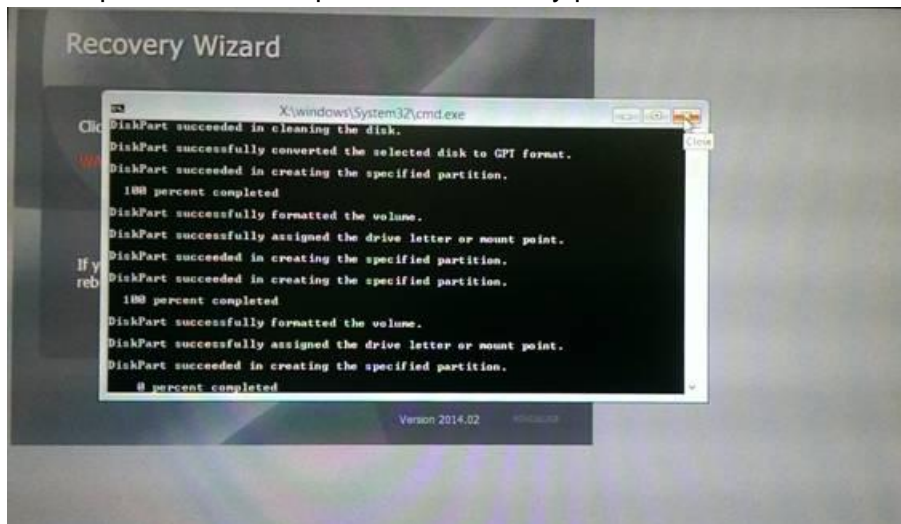 Recovery Wizard
X:\windows\System32\cmd.exe
Close
Clic
DiskPart succeeded in cleaning the disk.
WA
DiskPart successfully converted the selected disk to GPT format.
DiskPart succeeded in creating the specified partition.
100 percent completed
DiskPart successfully formatted the volume.
DiskPart successfully assigned the drive letter or mount point.
If y
DiskPart succeeded in creating the specified partition.
reb
DiskPart succeeded in creating the specified partition.
100 percent completed
DiskPart successfully formatted the volume.
DiskPart successfully assigned the drive letter or mount point.
DiskPart succeeded in creating the specified partition.
0 percent completed
Version 2014.02